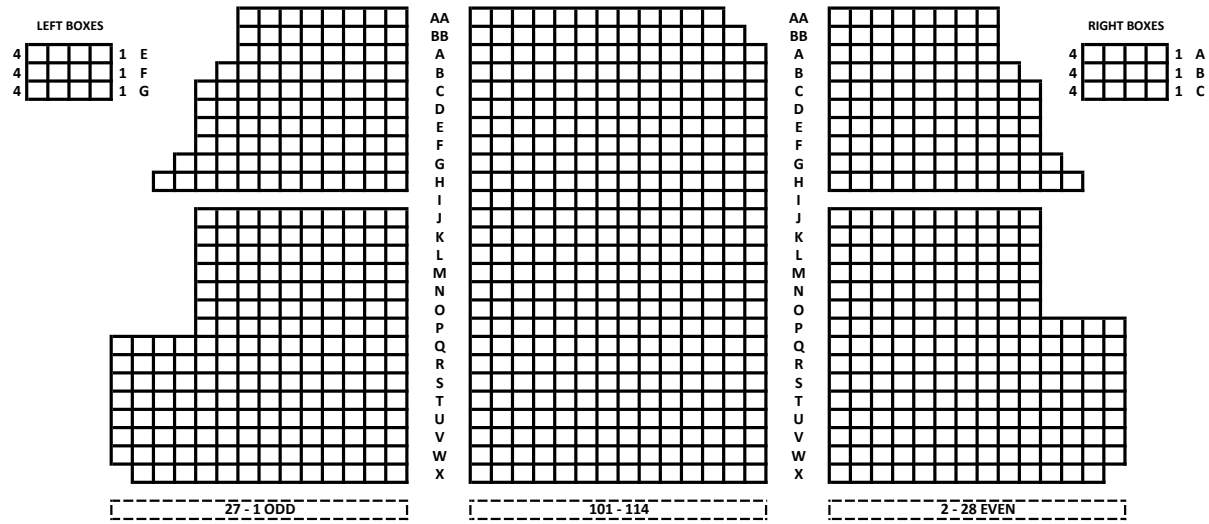 LEFT BOXES
4 1 E
4 1 F
4 1 G
AA
BB
A
B
C
D
E
F
G
H
I
J
K
L
M
N
O
P
Q
R
S
T
U
V
W
X
AA
BB
A
B
C
D
E
F
G
H
I
J
K
L
M
N
O
P
Q
R
S
T
U
V
W
X
RIGHT BOXES
4 1 A
4 1 B
4 1 C
27 - 1 ODD
101 - 114
2 - 28 EVEN